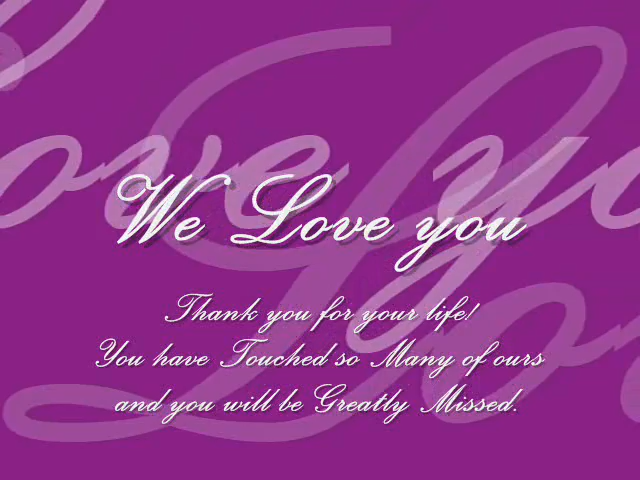 We Love you
Thank you for your life!
You have Touched so Many of ours
and you will be Greatly Missed.